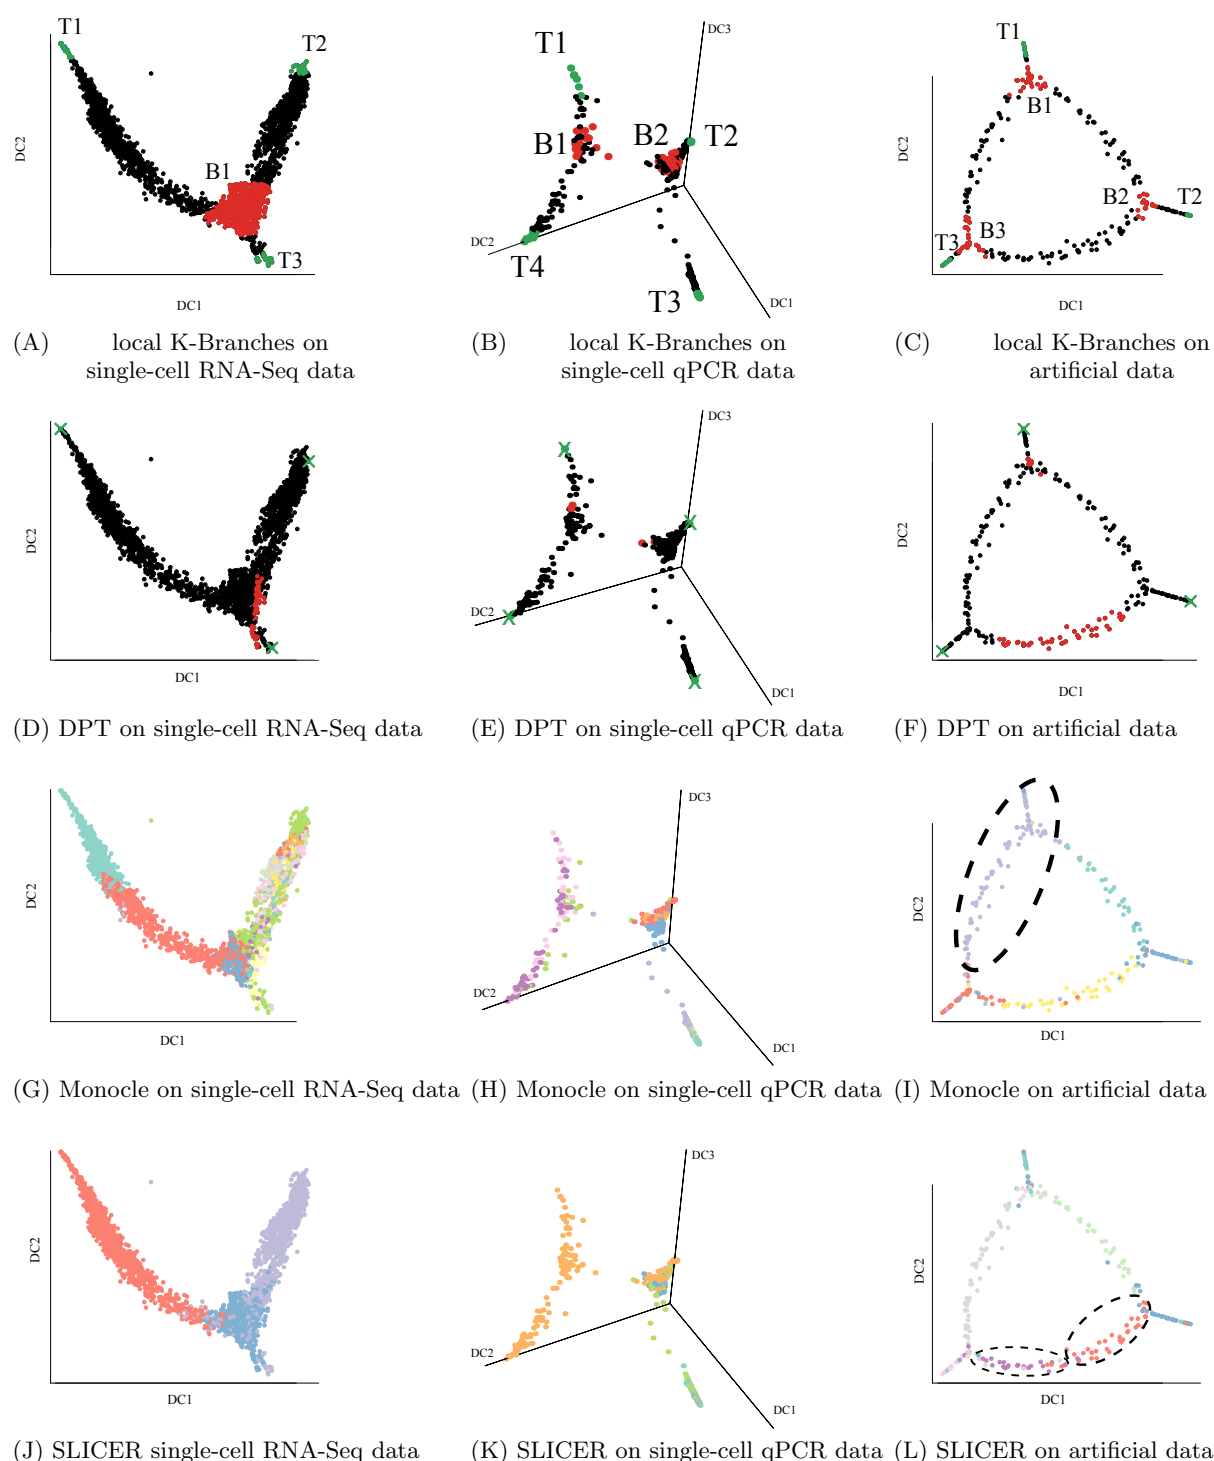 T1
T2
B1
T3
DC2
DC1
(A) local K-Branches on
single-cell RNA-Seq data
DC3
T1
B1
B2
T2
DC2
T4
T3
DC1
(B) local K-Branches on
single-cell qPCR data
T1
B1
DC2
B2
T2
T3
B3
DC1
(C) local K-Branches on
artificial data
DC2
DC1
(D) DPT on single-cell RNA-Seq data
DC3
DC2
DC1
(E) DPT on single-cell qPCR data
DC2
DC1
(F) DPT on artificial data
DC2
DC1
(G) Monocle on single-cell RNA-Seq data
DC3
DC2
DC1
(H) Monocle on single-cell qPCR data
DC2
DC1
(I) Monocle on artificial data
DC2
DC1
(J) SLICER single-cell RNA-Seq data
DC3
DC2
DC1
(K) SLICER on single-cell qPCR data
DC2
DC1
(L) SLICER on artificial data